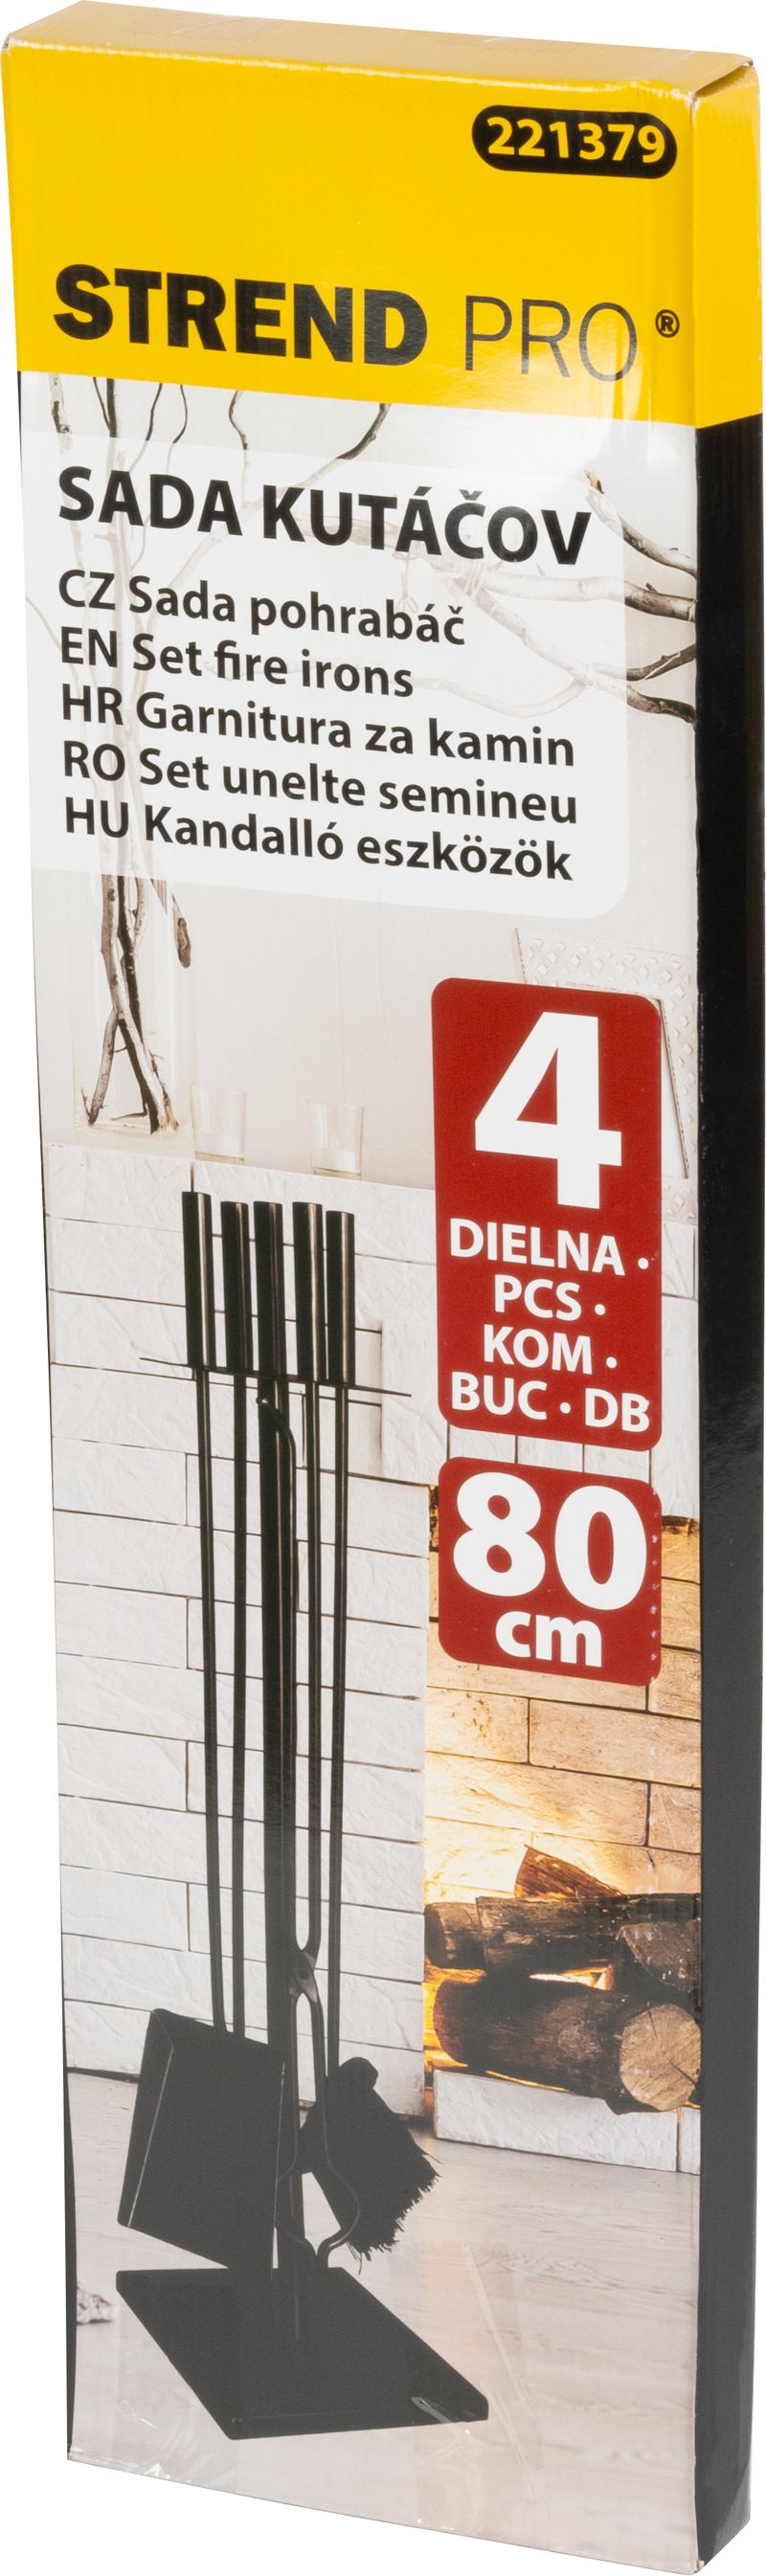 221379
STREND PRO®
SADA KUTÁČOV
CZ Sada pohrabáč
EN Set fire irons
HR Garnitura za kamin
RO Set unelte semineu
HU Kandalló eszközök
4
DIELNA •
PCS •
KOM •
BUC • DB
80
cm